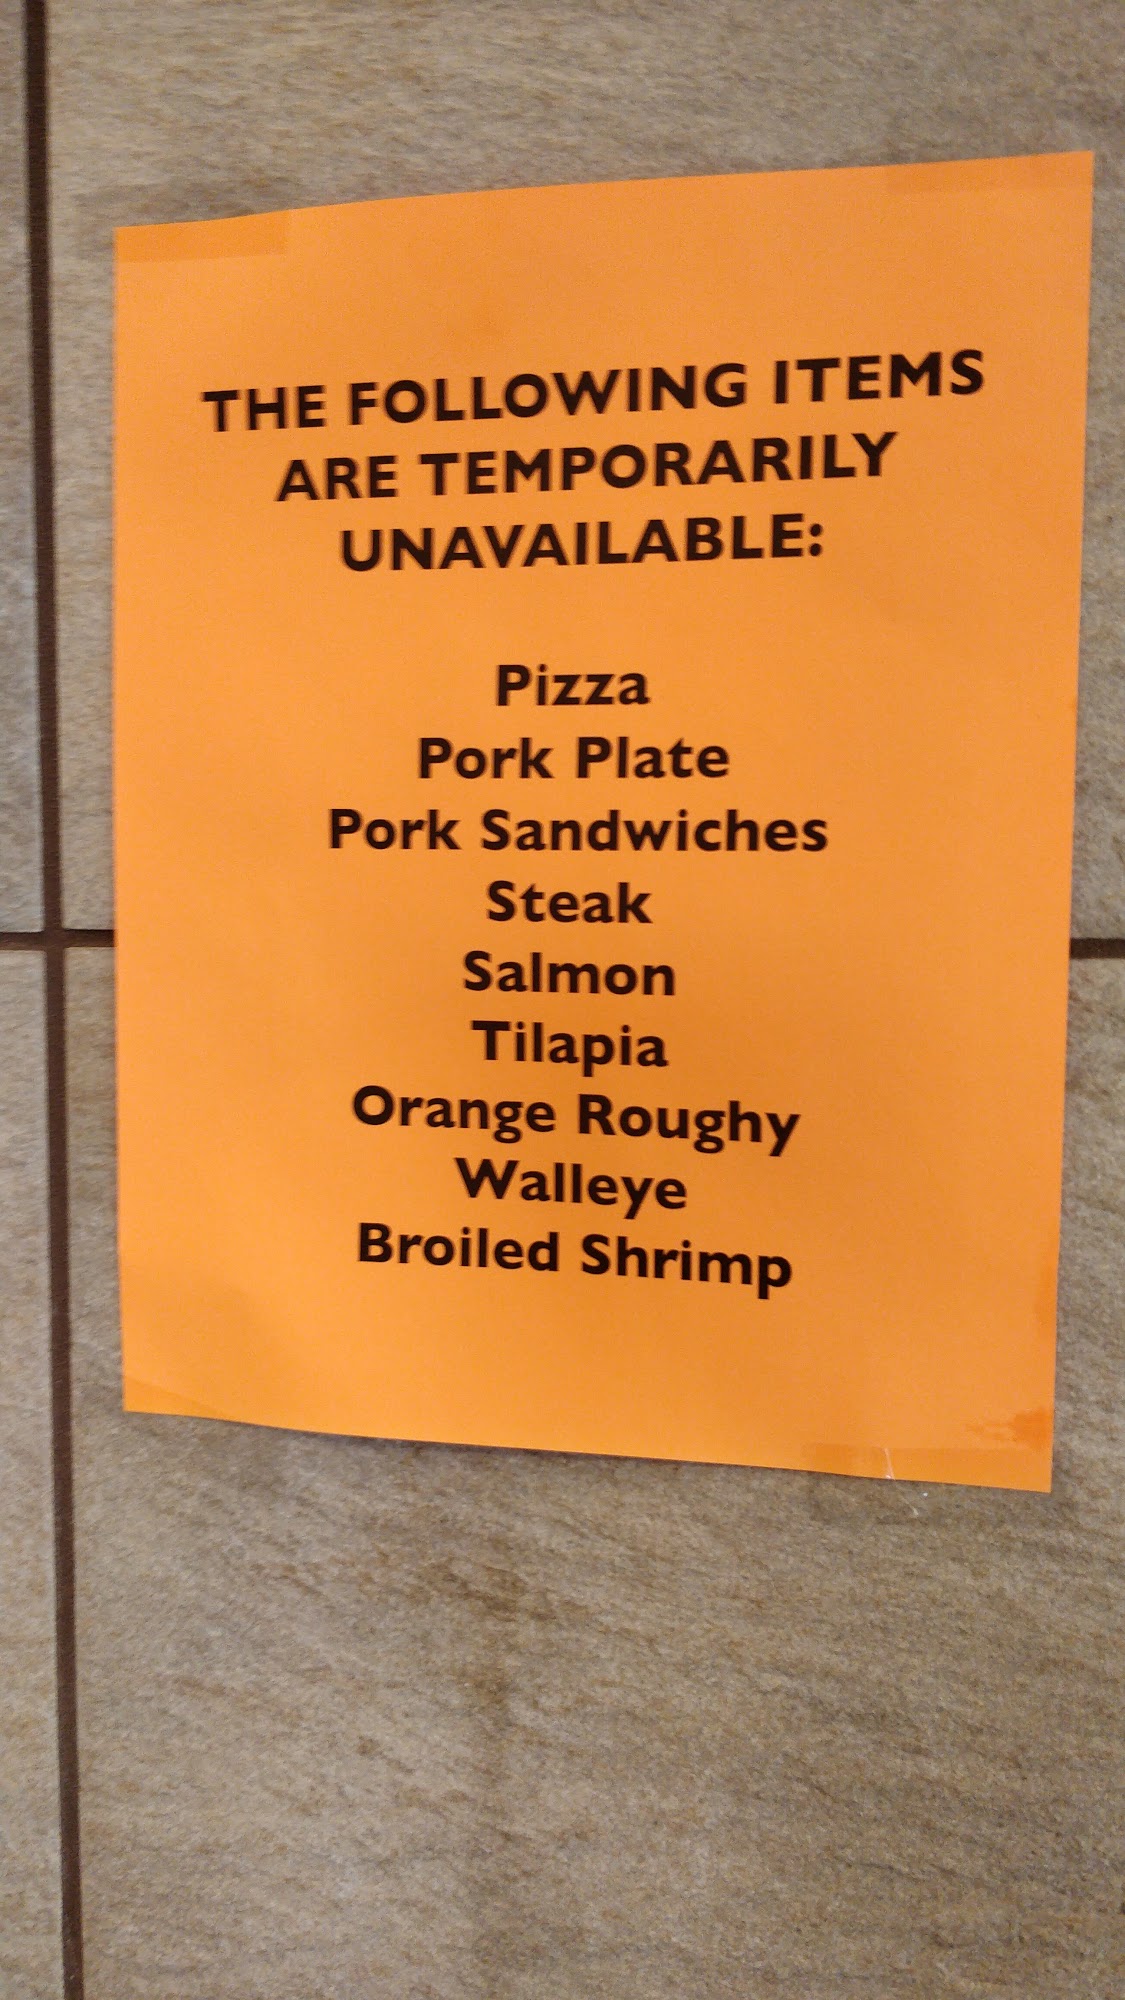 THE FOLLOWING ITEMS
ARE TEMPORARILY
UNAVAILABLE:
Pizza
Pork Plate
Pork Sandwiches
Steak
Salmon
Tilapia
Orange Roughy
Walleye
Broiled Shrimp